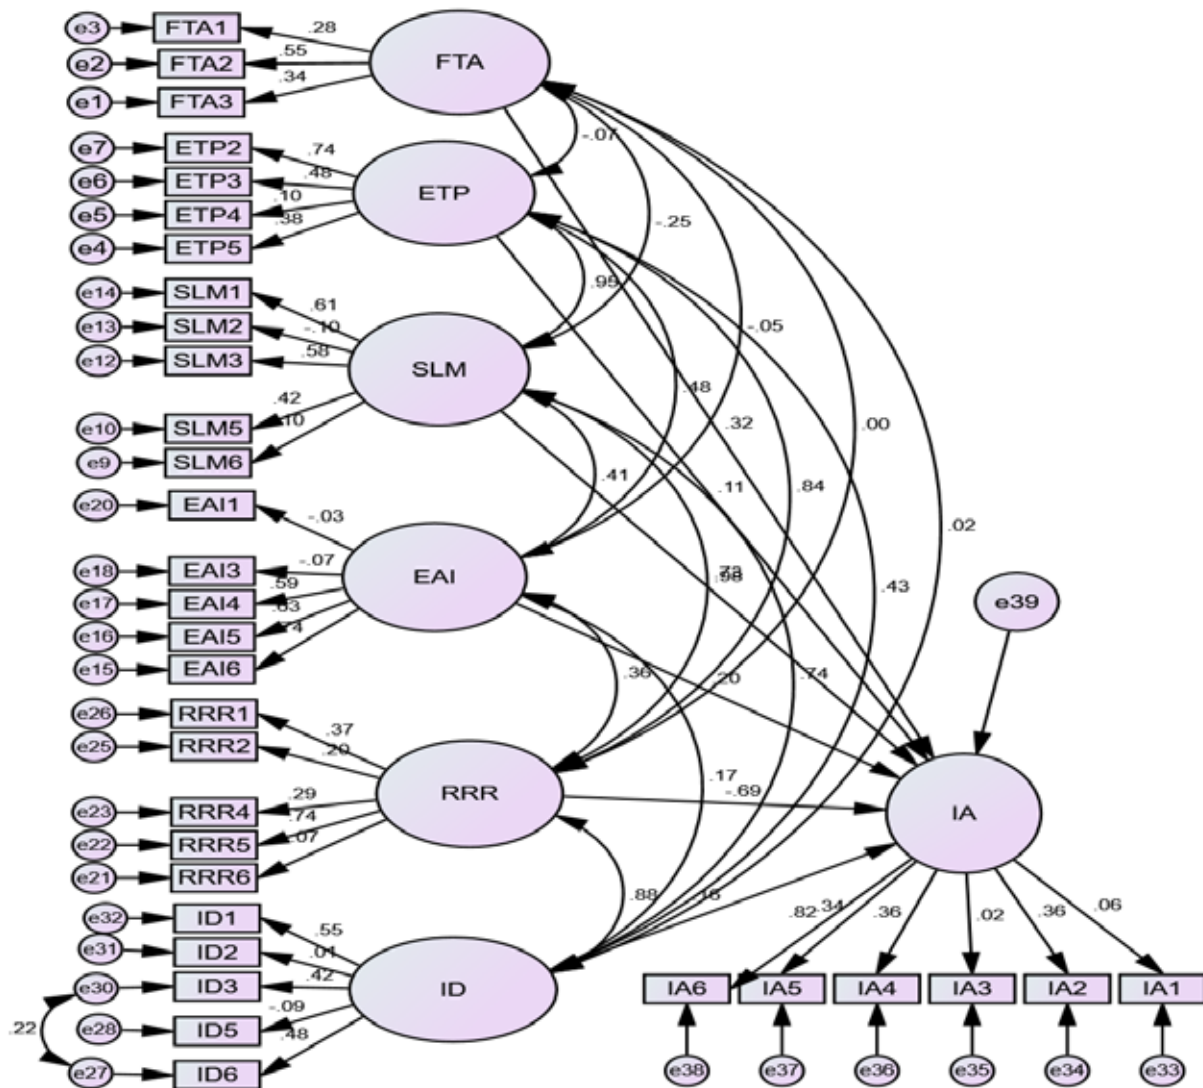 e3 FTA1 .28 FTA
e2 FTA2 .55
e1 FTA3 .34
-.07
e7 ETP2 .74 ETP
e6 ETP3 .48
e5 ETP4 .10
e4 ETP5 .38
-.25
.95
e14 SLM1 .61 SLM
e13 SLM2 -.10
e12 SLM3 .58
-.05
.48
.32
.00
e10 SLM5 .42
e9 SLM6
.41
.11
.84
e20 EAI1 -.03
.02
e18 EAI3 -.07 EAI
e17 EAI4 .59
e16 EAI5
e15 EAI6
.43
e39
.36
.20
.74
e26 RRR1 .37 RRR
e25 RRR2 .20
.17
-.69
e23 RRR4 .29
e22 RRR5 .74
e21 RRR6 .07
IA
.88
e32 ID1 .55 ID
e31 ID2 .01
e30 ID3 .42
.22
e28 ID5 -.09
e27 ID6 .48
.82 .34 .36 .02 .36 .06
IA6 IA5 IA4 IA3 IA2 IA1
e38 e37 e36 e35 e34 e33